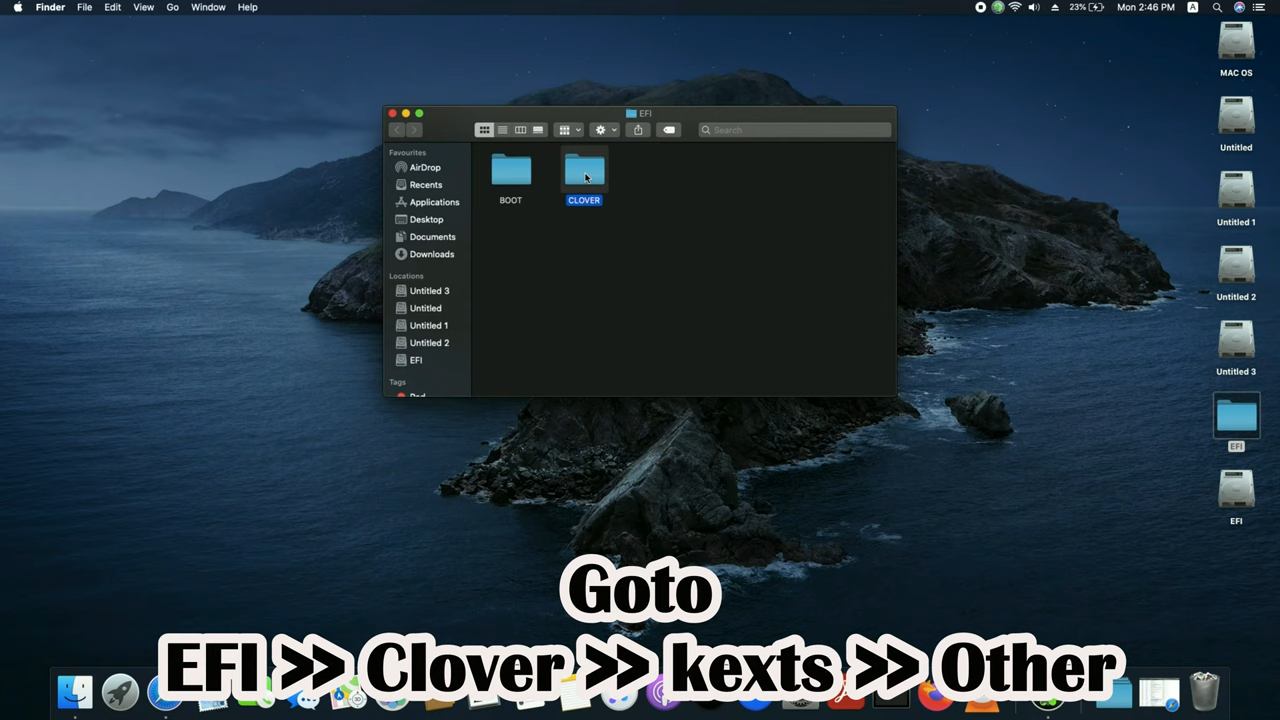 Finder File Edit View Go Window Help 23% Mon 2:46 PM A
MAC OS
Untitled
Untitled 1
Untitled 2
Untitled 3
EFI
EFI
EFI
Search
Favourites
AirDrop
Recents
Applications
Desktop
Documents
Downloads
Locations
Untitled 3
Untitled
Untitled 1
Untitled 2
EFI
Tags
BOOT
CLOVER
Goto
EFI >> Clover >> kexts >> Other